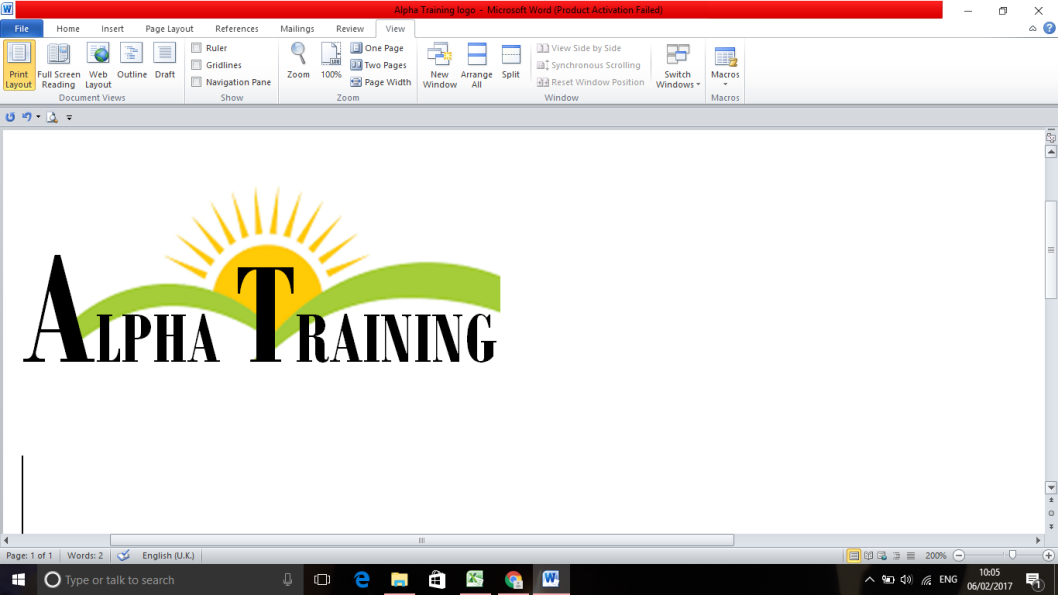 Alpha Training logo - Microsoft Word (Product Activation Failed)
File Home Insert Page Layout References Mailings Review View
Print Layout
Full Screen Reading
Web Layout
Outline
Draft
Document Views
Ruler
Gridlines
Navigation Pane
Show
Zoom
100%
One Page
Two Pages
Page Width
Zoom
New Window
Arrange All
Split
View Side by Side
Synchronous Scrolling
Reset Window Position
Window
Switch Windows
Macros
Macros
ALPHA TRAINING
Page: 1 of 1 Words: 2 English (U.K.) 200%
Type or talk to search
ENG
10:05
06/02/2017
1